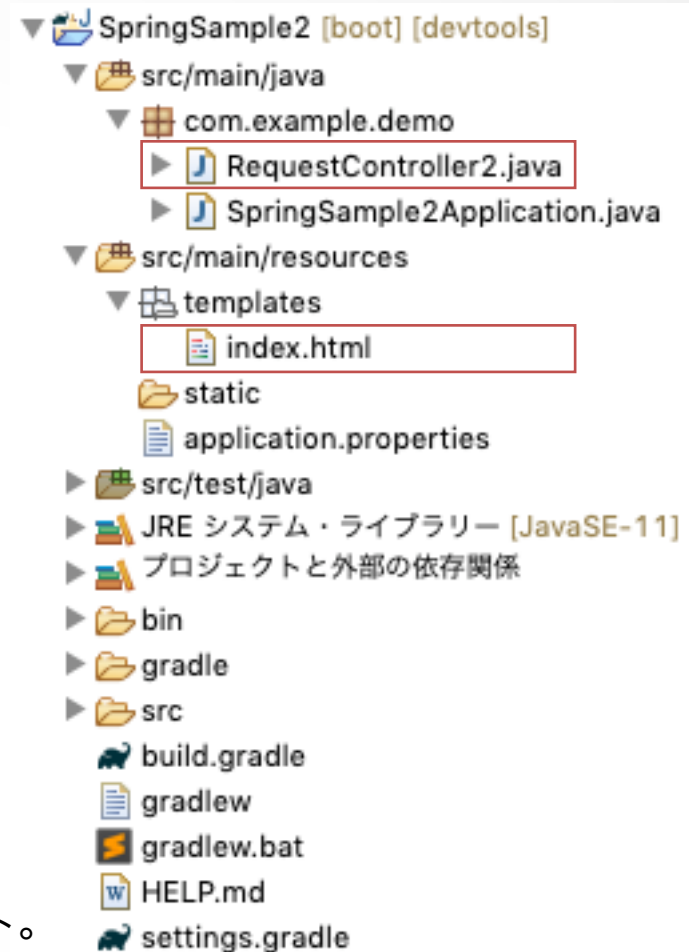 SpringSample2 [boot] [devtools]
src/main/java
com.example.demo
RequestController2.java
SpringSample2Application.java
src/main/resources
templates
index.html
static
application.properties
src/test/java
JRE システム・ライブラリー [JavaSE-11]
プロジェクトと外部の依存関係
bin
gradle
src
build.gradle
gradlew
gradlew.bat
HELP.md
settings.gradle